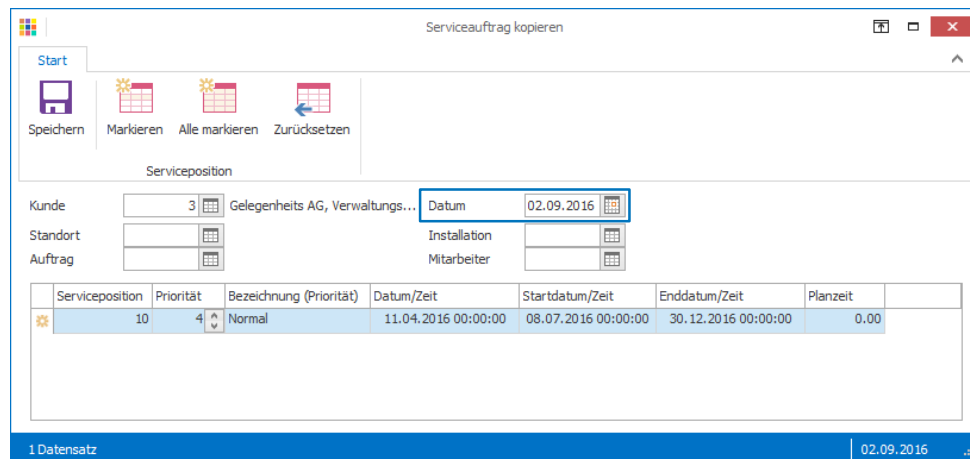 Serviceauftrag kopieren
Start
Speichern Markieren Alle markieren Zurücksetzen
Serviceposition
Kunde 3 Gelegenheits AG, Verwaltungs... Datum 02.09.2016
Standort Installation
Auftrag Mitarbeiter
Serviceposition Priorität Bezeichnung (Priorität) Datum/Zeit Startdatum/Zeit Enddatum/Zeit Planzeit
10 4 Normal 11.04.2016 00:00:00 08.07.2016 00:00:00 30.12.2016 00:00:00 0.00
1 Datensatz 02.09.2016